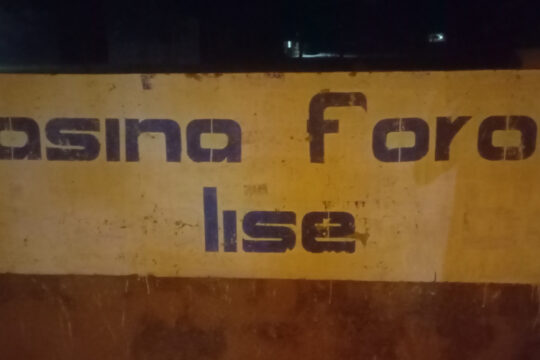 asina foro
lise